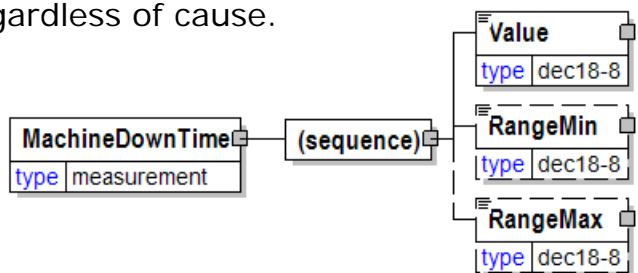 gardless of cause.
Value
type dec18-8
MachineDownTime
type measurement
(sequence)
RangeMin
type dec18-8
RangeMax
type dec18-8